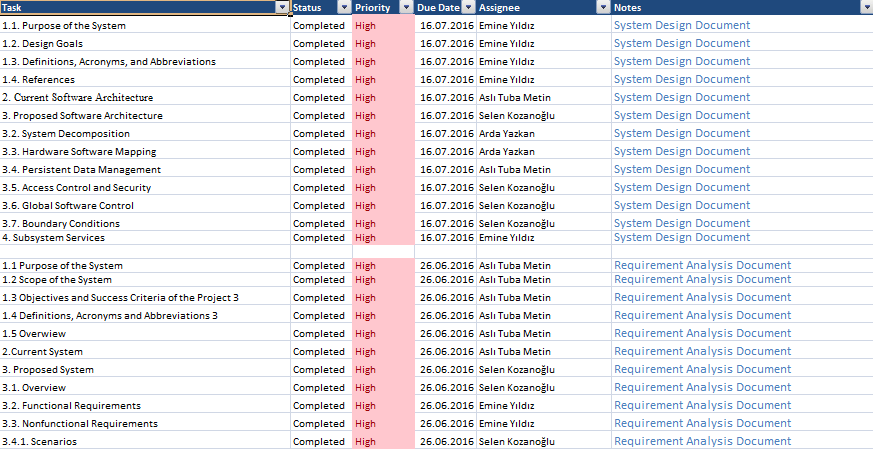 Task Status Priority Due Date Assignee Notes
1.1. Purpose of the System Completed High 16.07.2016 Emine Yıldız System Design Document
1.2. Design Goals Completed High 16.07.2016 Emine Yıldız System Design Document
1.3. Definitions, Acronyms, and Abbreviations Completed High 16.07.2016 Emine Yıldız System Design Document
1.4. References Completed High 16.07.2016 Emine Yıldız System Design Document
2. Current Software Architecture Completed High 16.07.2016 Aslı Tuba Metin System Design Document
3. Proposed Software Architecture Completed High 16.07.2016 Selen Kozanoğlu System Design Document
3.2. System Decomposition Completed High 16.07.2016 Arda Yazkan System Design Document
3.3. Hardware Software Mapping Completed High 16.07.2016 Arda Yazkan System Design Document
3.4. Persistent Data Management Completed High 16.07.2016 Aslı Tuba Metin System Design Document
3.5. Access Control and Security Completed High 16.07.2016 Selen Kozanoğlu System Design Document
3.6. Global Software Control Completed High 16.07.2016 Selen Kozanoğlu System Design Document
3.7. Boundary Conditions Completed High 16.07.2016 Selen Kozanoğlu System Design Document
4. Subsystem Services Completed High 16.07.2016 Emine Yıldız System Design Document
1.1 Purpose of the System Completed High 26.06.2016 Aslı Tuba Metin Requirement Analysis Document
1.2 Scope of the System Completed High 26.06.2016 Aslı Tuba Metin Requirement Analysis Document
1.3 Objectives and Success Criteria of the Project 3 Completed High 26.06.2016 Aslı Tuba Metin Requirement Analysis Document
1.4 Definitions, Acronyms and Abbreviations 3 Completed High 26.06.2016 Aslı Tuba Metin Requirement Analysis Document
1.5 Overwiew Completed High 26.06.2016 Aslı Tuba Metin Requirement Analysis Document
2.Current System Completed High 26.06.2016 Aslı Tuba Metin Requirement Analysis Document
3. Proposed System Completed High 26.06.2016 Selen Kozanoğlu Requirement Analysis Document
3.1. Overview Completed High 26.06.2016 Selen Kozanoğlu Requirement Analysis Document
3.2. Functional Requirements Completed High 26.06.2016 Emine Yıldız Requirement Analysis Document
3.3. Nonfunctional Requirements Completed High 26.06.2016 Emine Yıldız Requirement Analysis Document
3.4.1. Scenarios Completed High 26.06.2016 Selen Kozanoğlu Requirement Analysis Document